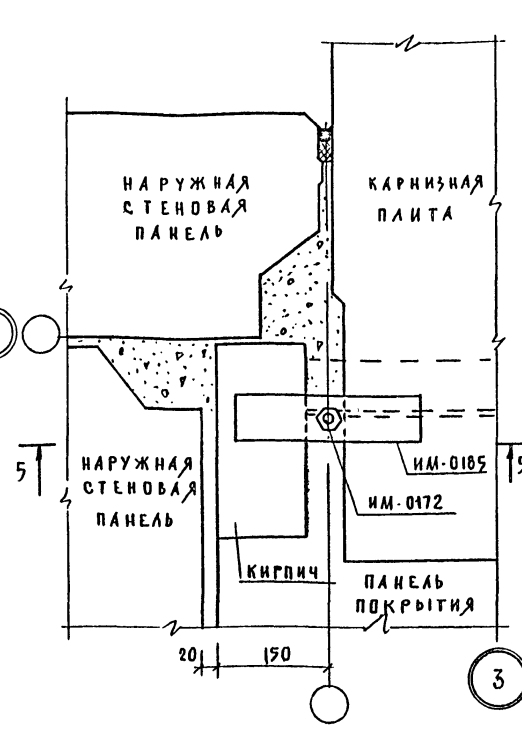 НАРУЖНАЯ
СТЕНОВАЯ
ПАНЕЛЬ
КАРНИЗНАЯ
ПЛИТА
5
НАРУЖНАЯ
СТЕНОВАЯ
ПАНЕЛЬ
ИМ-0185
5
ИМ-0172
КИРПИЧ
ПАНЕЛЬ
ПОКРЫТИЯ
20
150
3